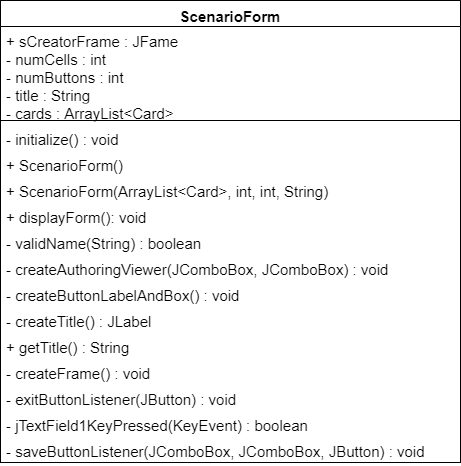 ScenarioForm
+ sCreatorFrame : JFame
- numCells : int
- numButtons : int
- title : String
- cards : ArrayList<Card>
- initialize() : void
+ ScenarioForm()
+ ScenarioForm(ArrayList<Card>, int, int, String)
+ displayForm(): void
- validName(String) : boolean
- createAuthoringViewer(JComboBox, JComboBox) : void
- createButtonLabelAndBox() : void
- createTitle() : JLabel
+ getTitle() : String
- createFrame() : void
- exitButtonListener(JButton) : void
- jTextField1KeyPressed(KeyEvent) : boolean
- saveButtonListener(JComboBox, JComboBox, JButton) : void